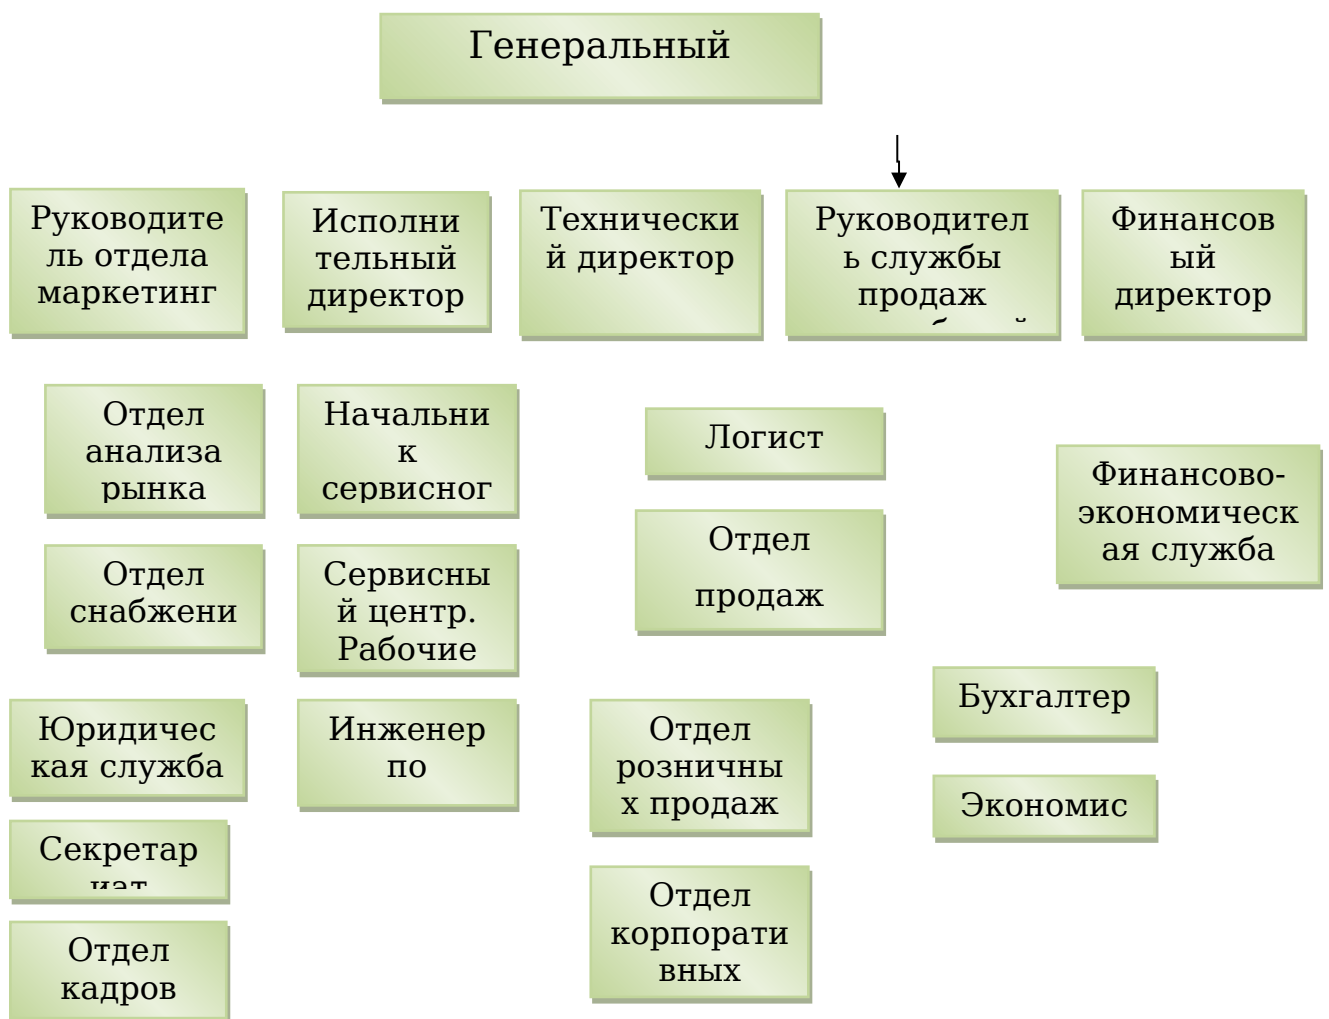 Генеральный
Руководите
ль отдела
маркетинг
Исполни
тельный
директор
Технически
й директор
Руководител
ь службы
продаж
Финансов
ый
директор
Отдел
анализа
рынка
Начальни
к
сервисног
Логист
Финансово-
экономическ
ая служба
Отдел
продаж
Отдел
снабжени
Сервисны
й центр.
Рабочие
Бухгалтер
Юридичес
кая служба
Инженер
по
Отдел
розничны
х продаж
Экономис
Секретар
иат
Отдел
корпорати
вных
Отдел
кадров